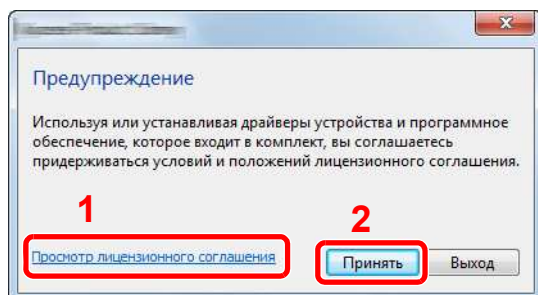 Предупреждение
Используя или устанавливая драйверы устройства и программное
обеспечение, которое входит в комплект, вы соглашаетесь
придерживаться условий и положений лицензионного соглашения.
1
2
Просмотр лицензионного соглашения
Принять
Выход